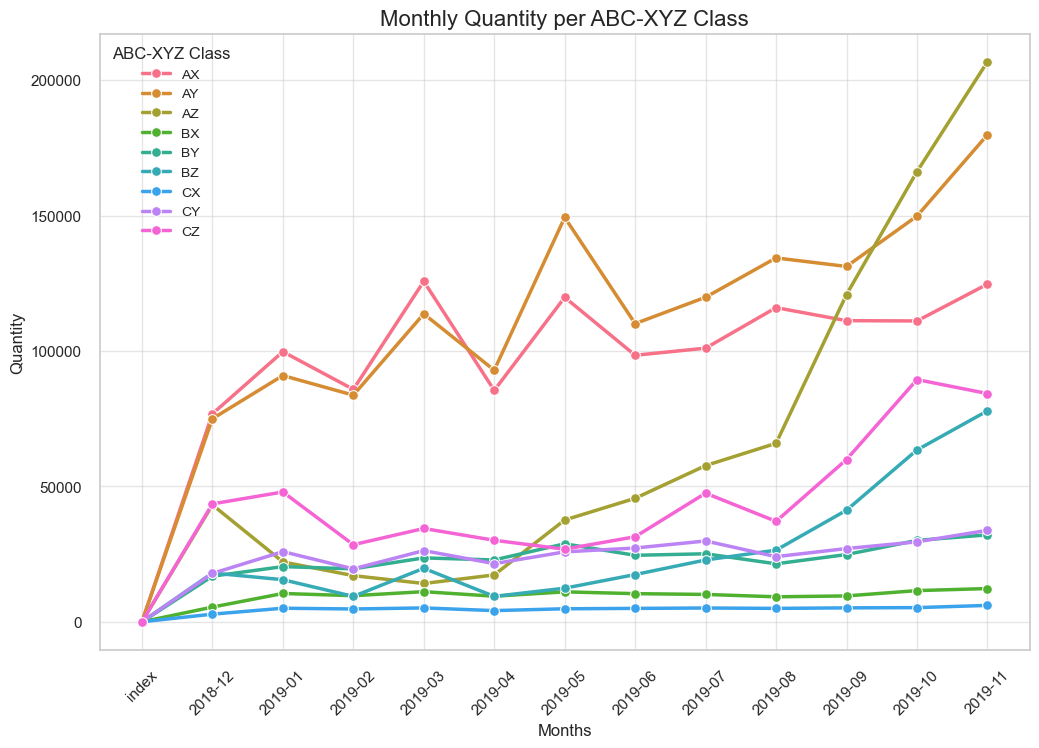 Monthly Quantity per ABC-XYZ Class
ABC-XYZ Class
AX
AY
AZ
BX
BY
BZ
CX
CY
CZ
Quantity
200000
150000
100000
50000
0
index
2018-12
2019-01
2019-02
2019-03
2019-04
2019-05
2019-06
2019-07
2019-08
2019-09
2019-10
2019-11
Months